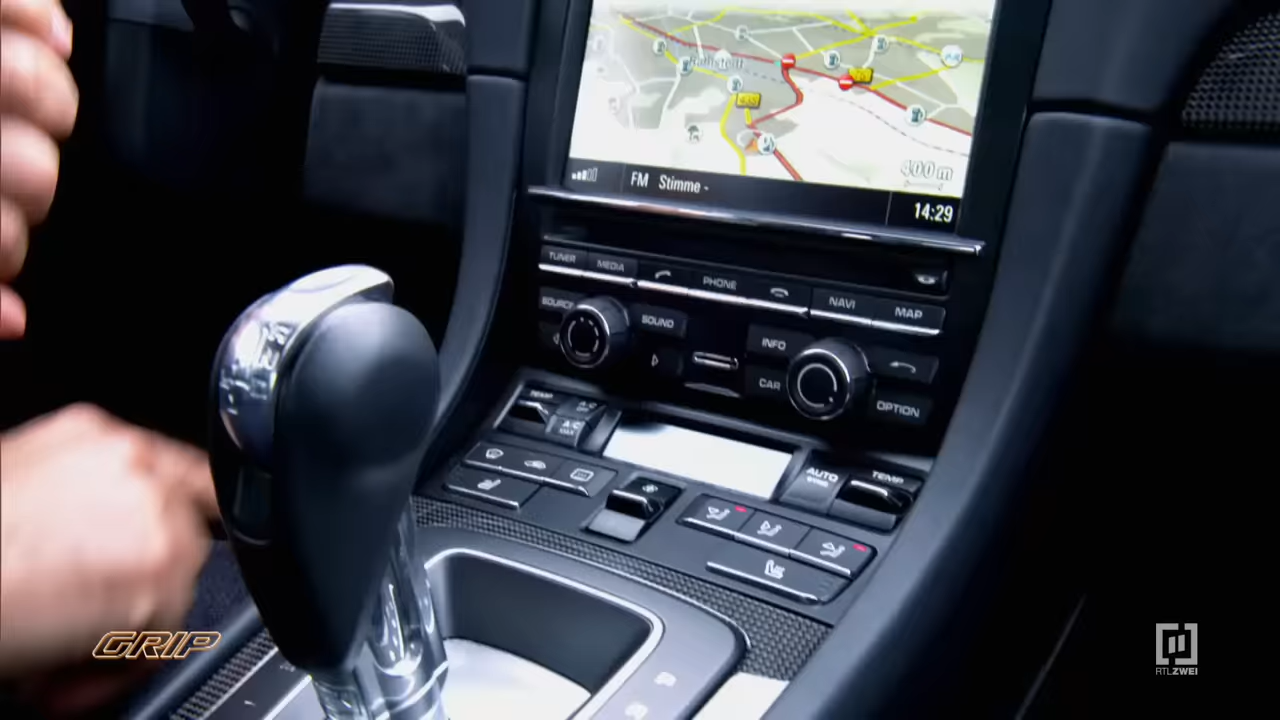 400 m
FM Stimme -
14:29
TUNER
MEDIA
PHONE
NAVI
MAP
SOURCE
SOUND
INFO
CAR
OPTION
TEMP
A/C
A/C
MAX
AUTO
TEMP
GRIP
RTLZWEI